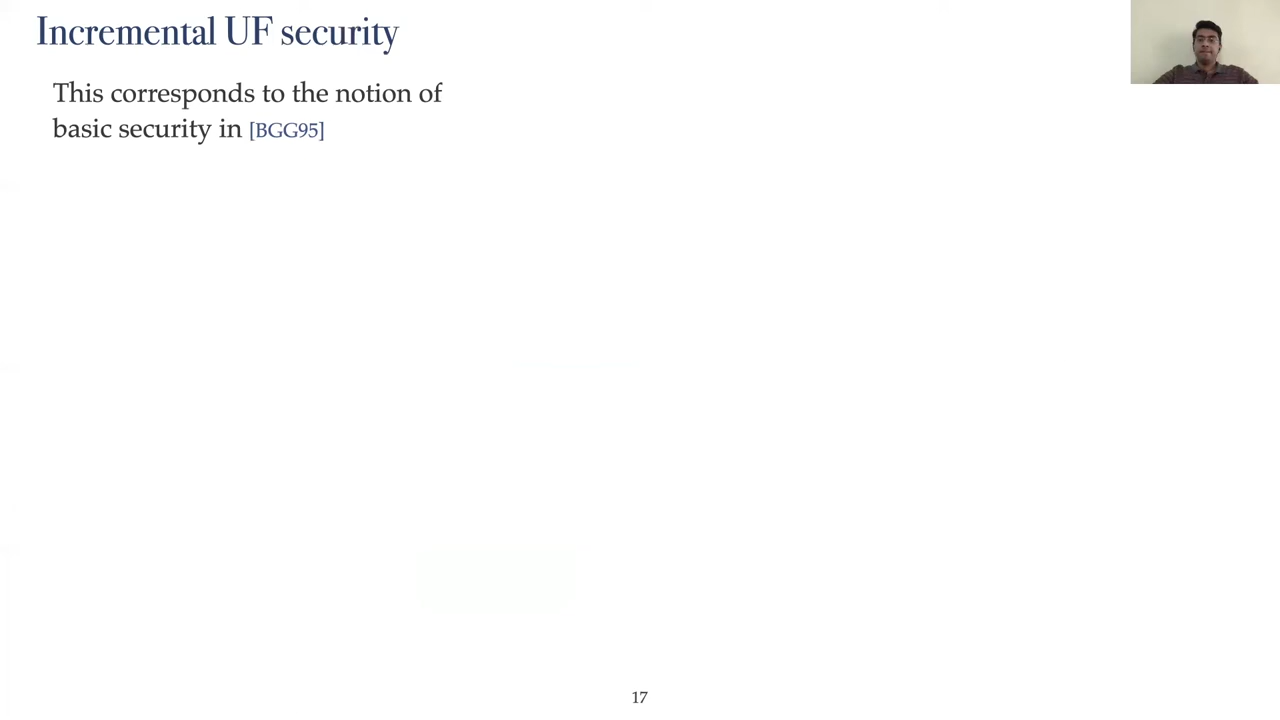 Incremental UF security
This corresponds to the notion of
basic security in [BGG95]
17